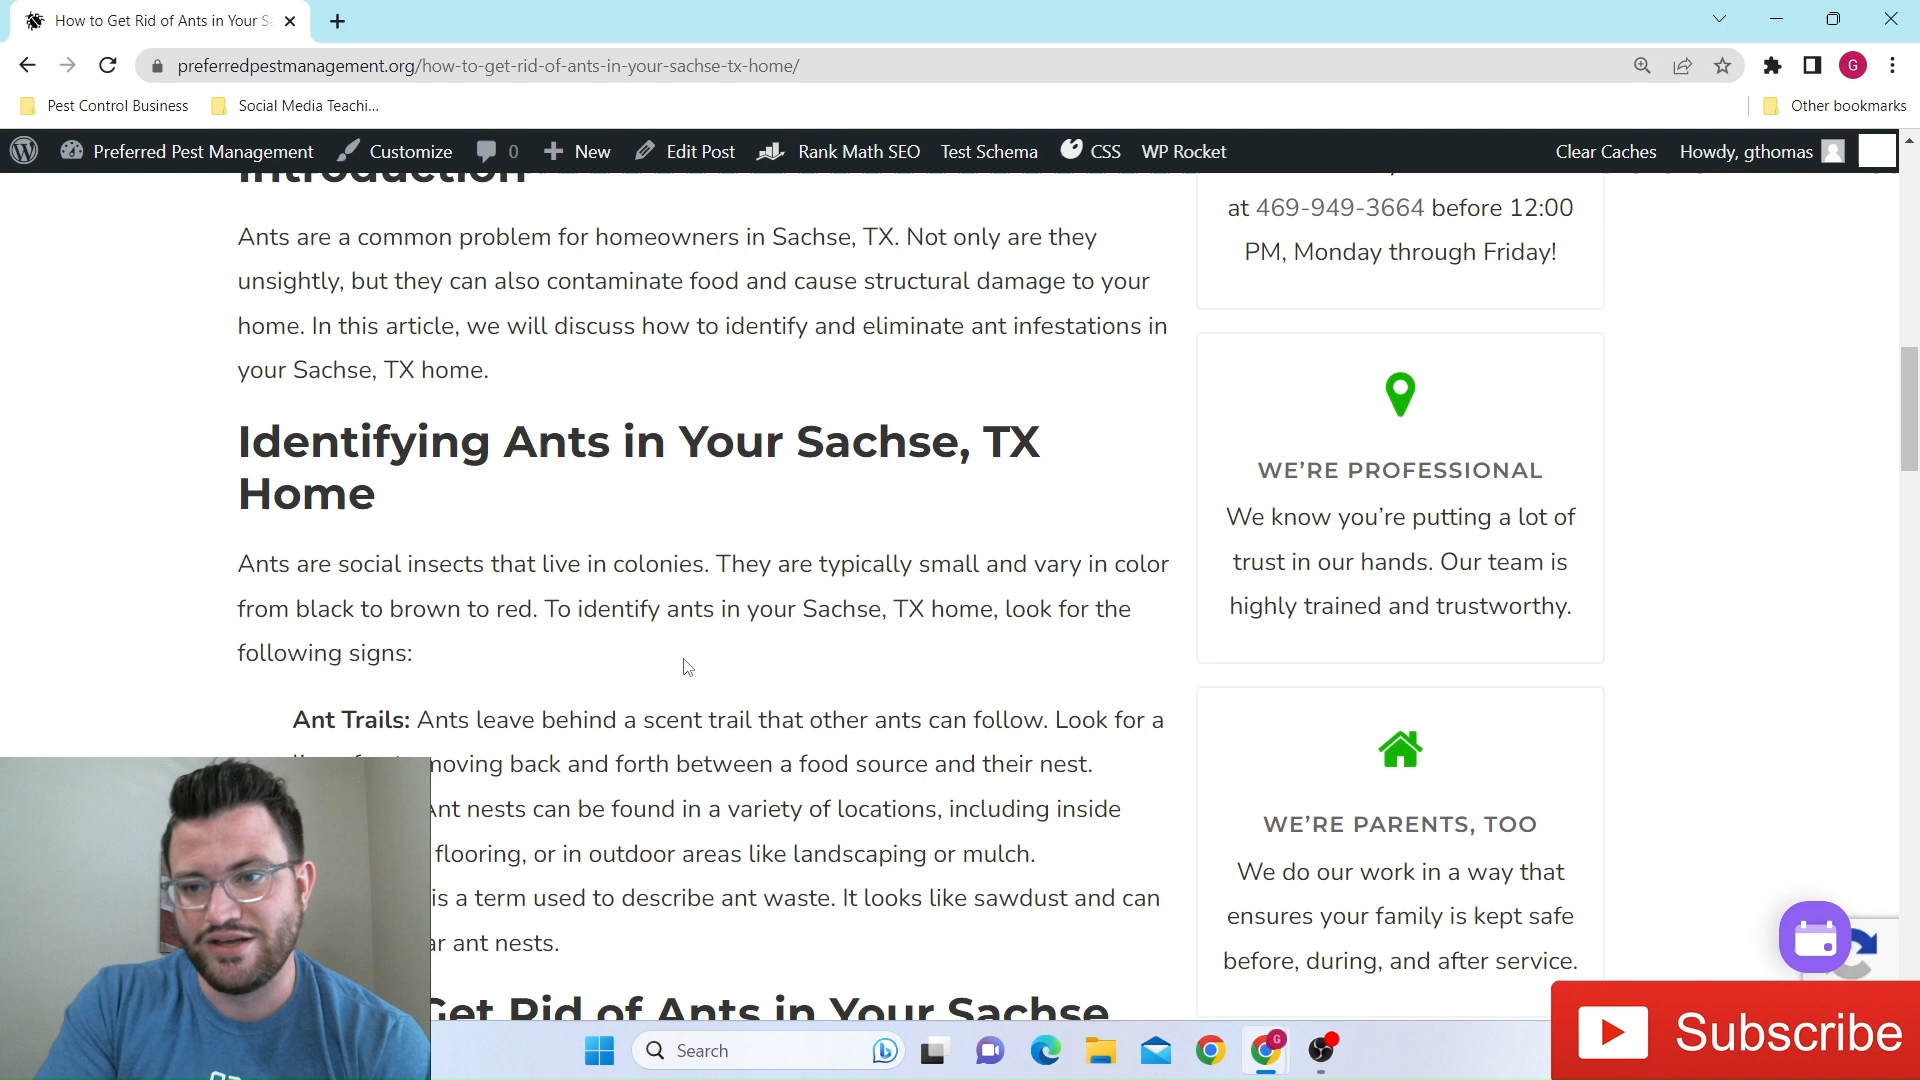 How to Get Rid of Ants in Your S
preferredpestmanagement.org/how-to-get-rid-of-ants-in-your-sachse-tx-home/
G
Pest Control Business
Social Media Teachi...
Other bookmarks
Preferred Pest Management
Customize
0
New
Edit Post
Rank Math SEO
Test Schema
CSS
WP Rocket
Clear Caches
Howdy, gthomas
Introduction
Ants are a common problem for homeowners in Sachse, TX. Not only are they
unsightly, but they can also contaminate food and cause structural damage to your
home. In this article, we will discuss how to identify and eliminate ant infestations in
your Sachse, TX home.
Identifying Ants in Your Sachse, TX
Home
Ants are social insects that live in colonies. They are typically small and vary in color
from black to brown to red. To identify ants in your Sachse, TX home, look for the
following signs:
Ant Trails: Ants leave behind a scent trail that other ants can follow. Look for a
moving back and forth between a food source and their nest.
Ant nests can be found in a variety of locations, including inside
flooring, or in outdoor areas like landscaping or mulch.
is a term used to describe ant waste. It looks like sawdust and can
ant nests.
Get Rid of Ants in Your Sachse
at 469-949-3664 before 12:00
PM, Monday through Friday!
WE'RE PROFESSIONAL
We know you're putting a lot of
trust in our hands. Our team is
highly trained and trustworthy.
WE'RE PARENTS, TOO
We do our work in a way that
ensures your family is kept safe
before, during, and after service.
Subscribe
Search
G